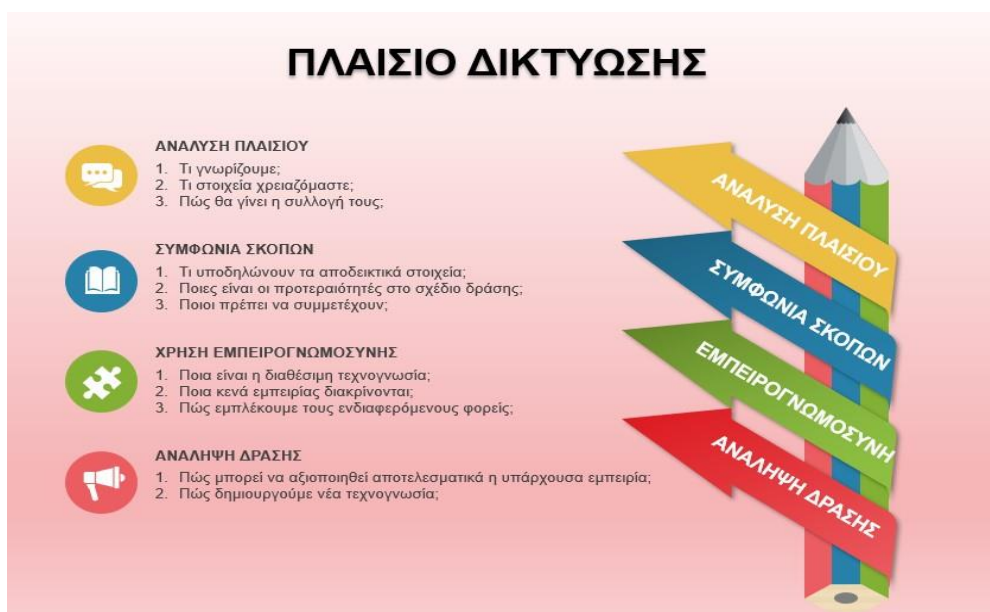 ΠΛΑΙΣΙΟ ΔΙΚΤΥΩΣΗΣ
ΑΝΑΛΥΣΗ ΠΛΑΙΣΙΟΥ
1. Τι γνωρίζουμε;
2. Τι στοιχεία χρειαζόμαστε;
3. Πώς θα γίνει η συλλογή τους;
ΣΥΜΦΩΝΙΑ ΣΚΟΠΩΝ
1. Τι υποδηλώνουν τα αποδεικτικά στοιχεία;
2. Ποιες είναι οι προτεραιότητές στο σχέδιο δράσης;
3. Ποιοι πρέπει να συμμετέχουν;
ΧΡΗΣΗ ΕΜΠΕΙΡΟΓΝΩΜΟΣΥΝΗΣ
1. Ποια είναι η διαθέσιμη τεχνογνωσία;
2. Ποια κενά εμπειρίας διακρίνονται;
3. Πώς εμπλέκουμε τους ενδιαφερόμενους φορείς;
ΑΝΑΛΗΨΗ ΔΡΑΣΗΣ
1. Πώς μπορεί να αξιοποιηθεί αποτελεσματικά η υπάρχουσα εμπειρία;
2. Πώς δημιουργούμε νέα τεχνογνωσία;
ΑΝΑΛΥΣΗ ΠΛΑΙΣΙΟΥ
ΣΥΜΦΩΝΙΑ ΣΚΟΠΩΝ
ΕΜΠΕΙΡΟΓΝΩΜΟΣΥΝΗ
ΑΝΑΛΗΨΗ ΔΡΑΣΗΣ